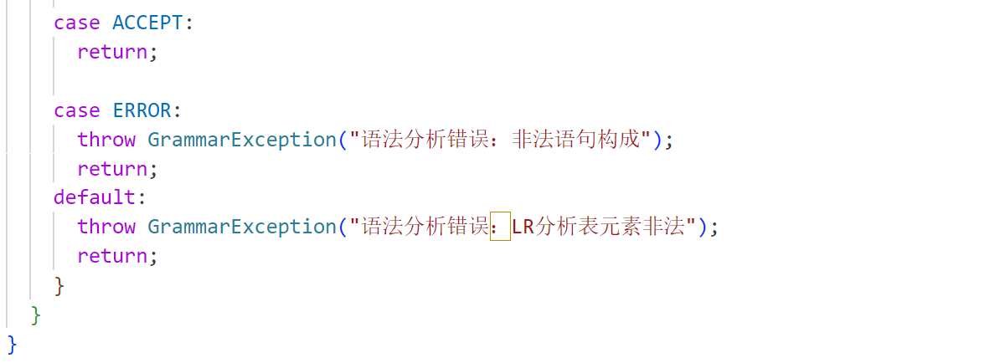 case ACCEPT:
return;
case ERROR:
throw GrammarException("语法分析错误：非法语句构成");
return;
default:
throw GrammarException("语法分析错误：LR分析表元素非法");
return;
}
}
}